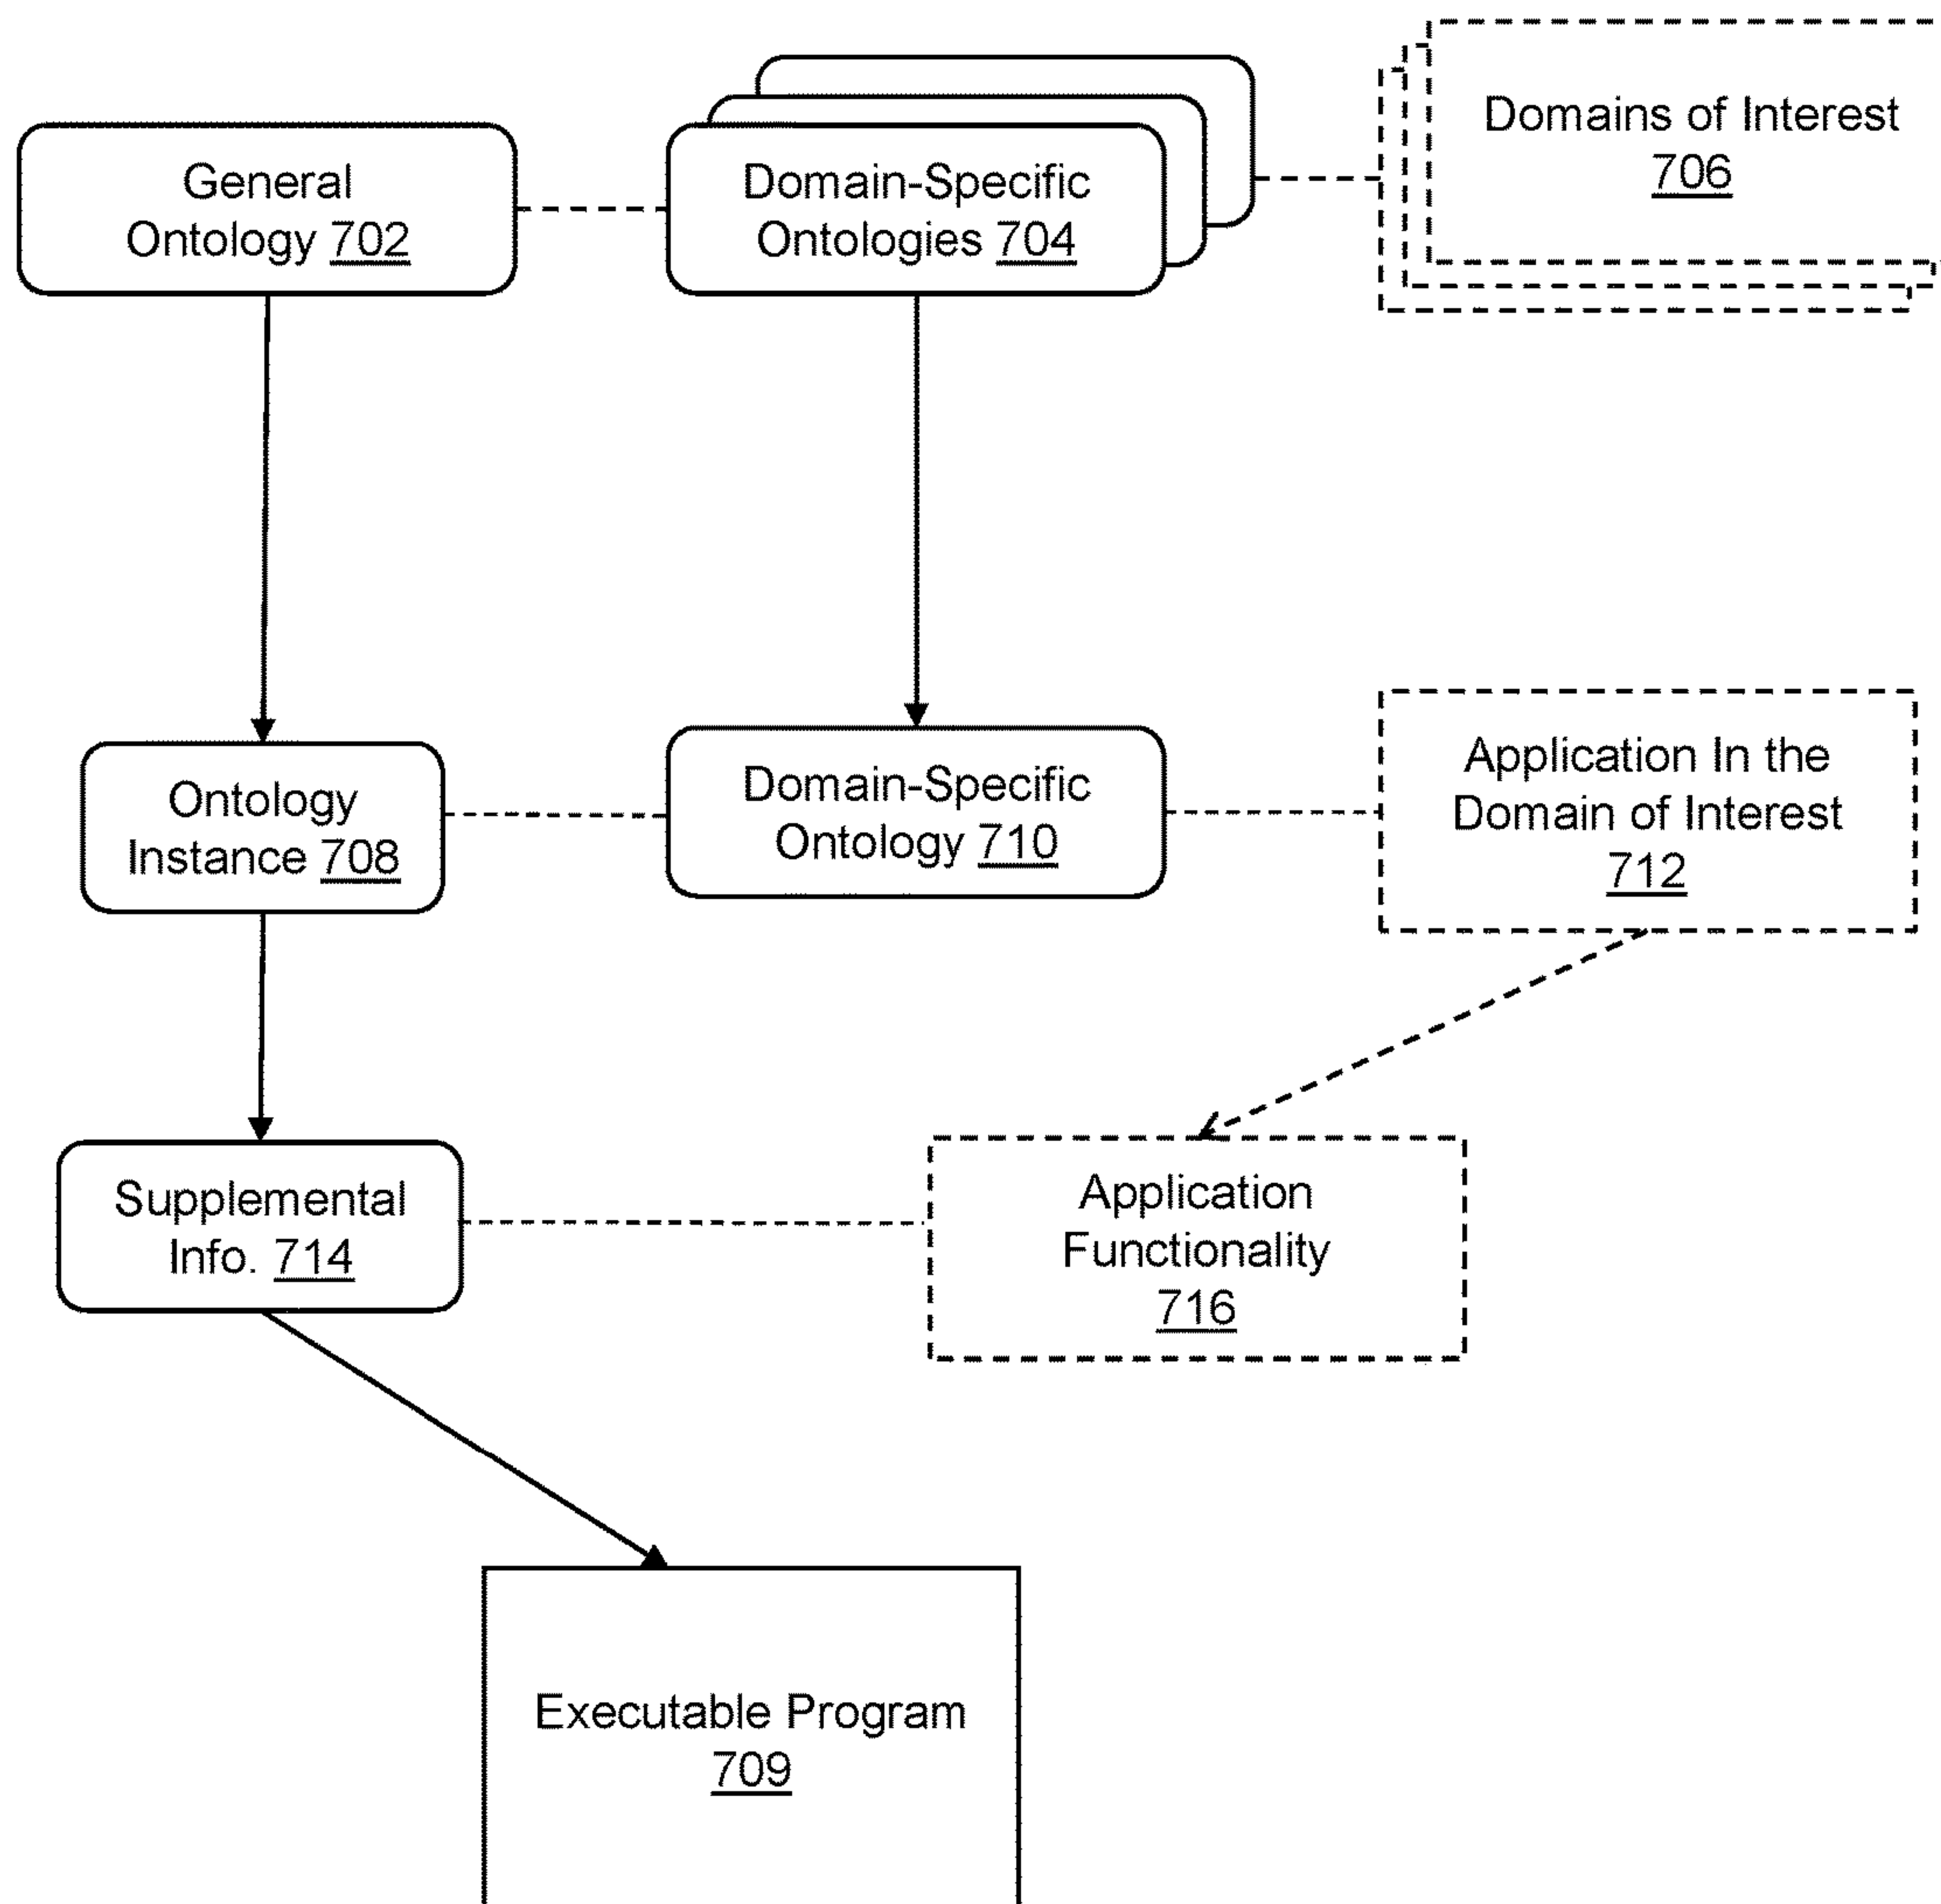 General
Ontology 702
Domain-Specific
Ontologies 704
Domains of Interest
706
Ontology
Instance 708
Domain-Specific
Ontology 710
Application In the
Domain of Interest
712
Supplemental
Info. 714
Application
Functionality
716
Executable Program
709